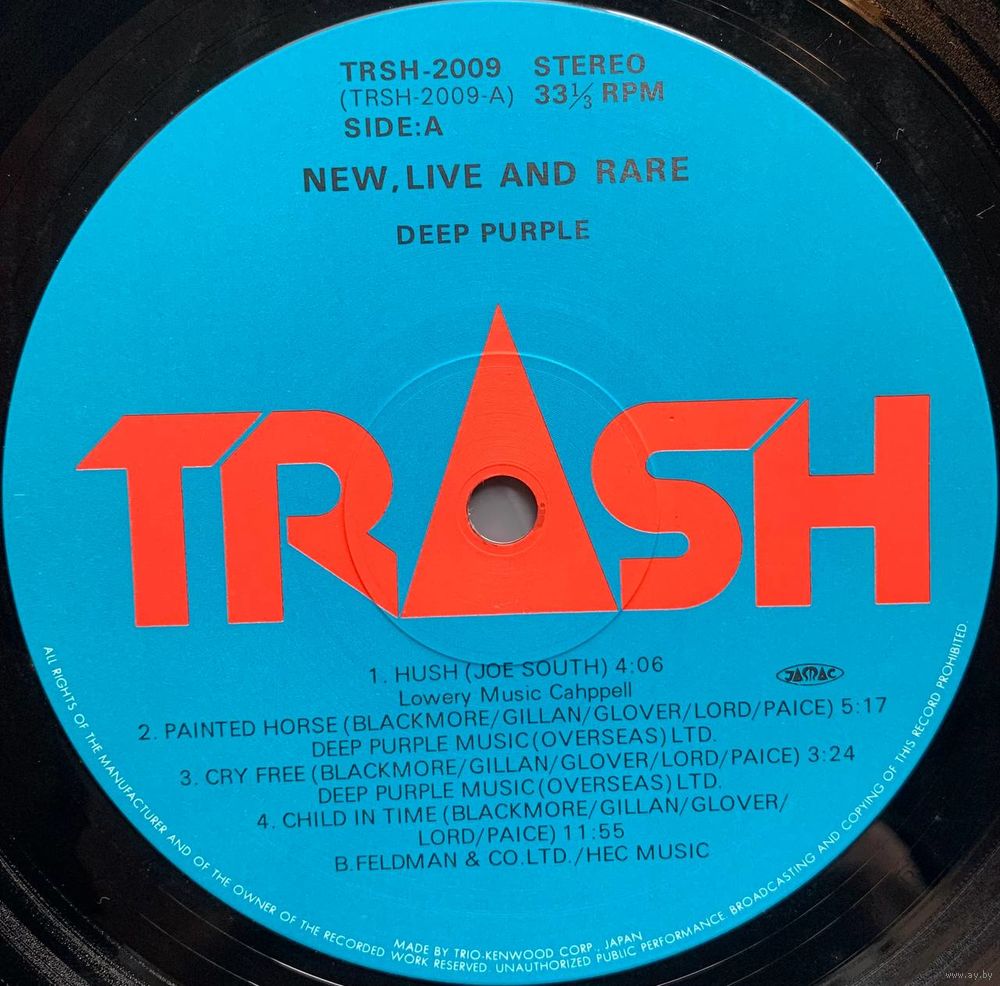 TRSH-2009 STEREO
(TRSH-2009-A) 33⅓ RPM
SIDE:A
NEW, LIVE AND RARE
DEEP PURPLE
TRASH
1. HUSH (JOE SOUTH) 4:06
Lowery Music Cahppell
JASRAC
2. PAINTED HORSE (BLACKMORE/GILLAN/GLOVER/LORD/PAICE) 5:17
DEEP PURPLE MUSIC (OVERSEAS) LTD.
3. CRY FREE (BLACKMORE/GILLAN/GLOVER/LORD/PAICE) 3:24
DEEP PURPLE MUSIC (OVERSEAS) LTD.
4. CHILD IN TIME (BLACKMORE/GILLAN/GLOVER/
LORD/PAICE) 11:55
B.FELDMAN & CO.LTD./HEC MUSIC
MADE BY TRIO-KENWOOD CORP., JAPAN
ALL RIGHTS OF THE MANUFACTURER AND OF THE OWNER OF THE RECORDED WORK RESERVED. UNAUTHORIZED PUBLIC PERFORMANCE BROADCASTING AND COPYING OF THIS RECORD PROHIBITED.
www.ay.by